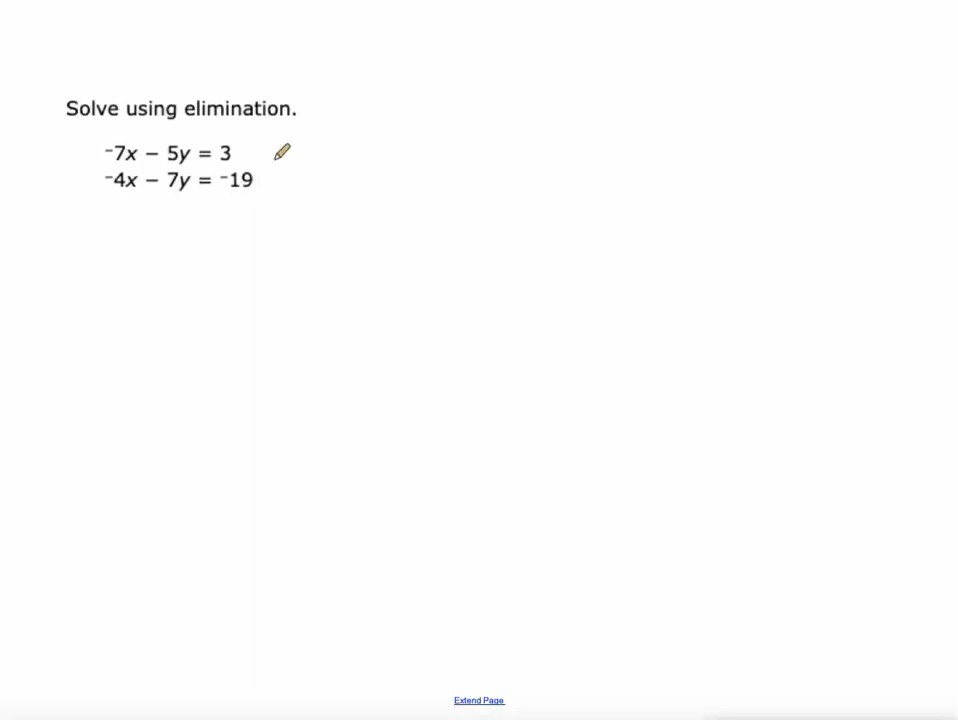 Solve using elimination.
⁻7x − 5y = 3
⁻4x − 7y = ⁻19
Extend Page